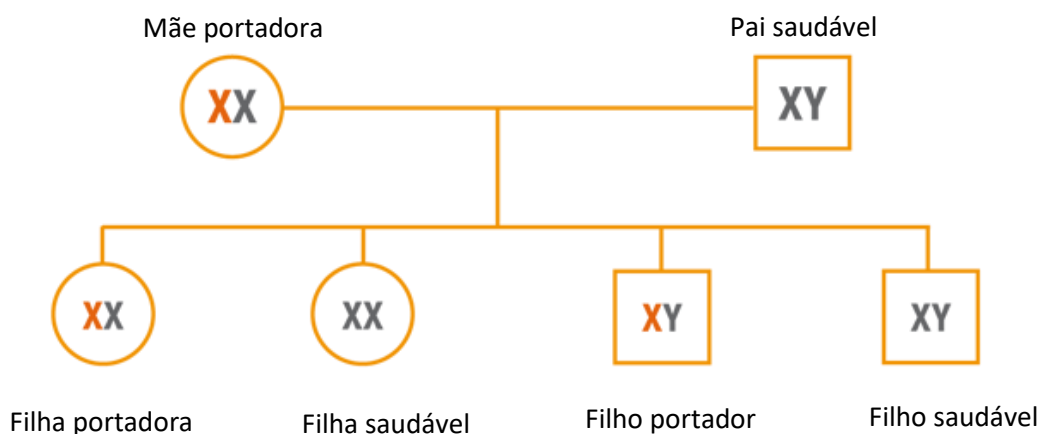 Mãe portadora
Pai saudável
XX
XY
XX
XX
XY
XY
Filha portadora
Filha saudável
Filho portador
Filho saudável